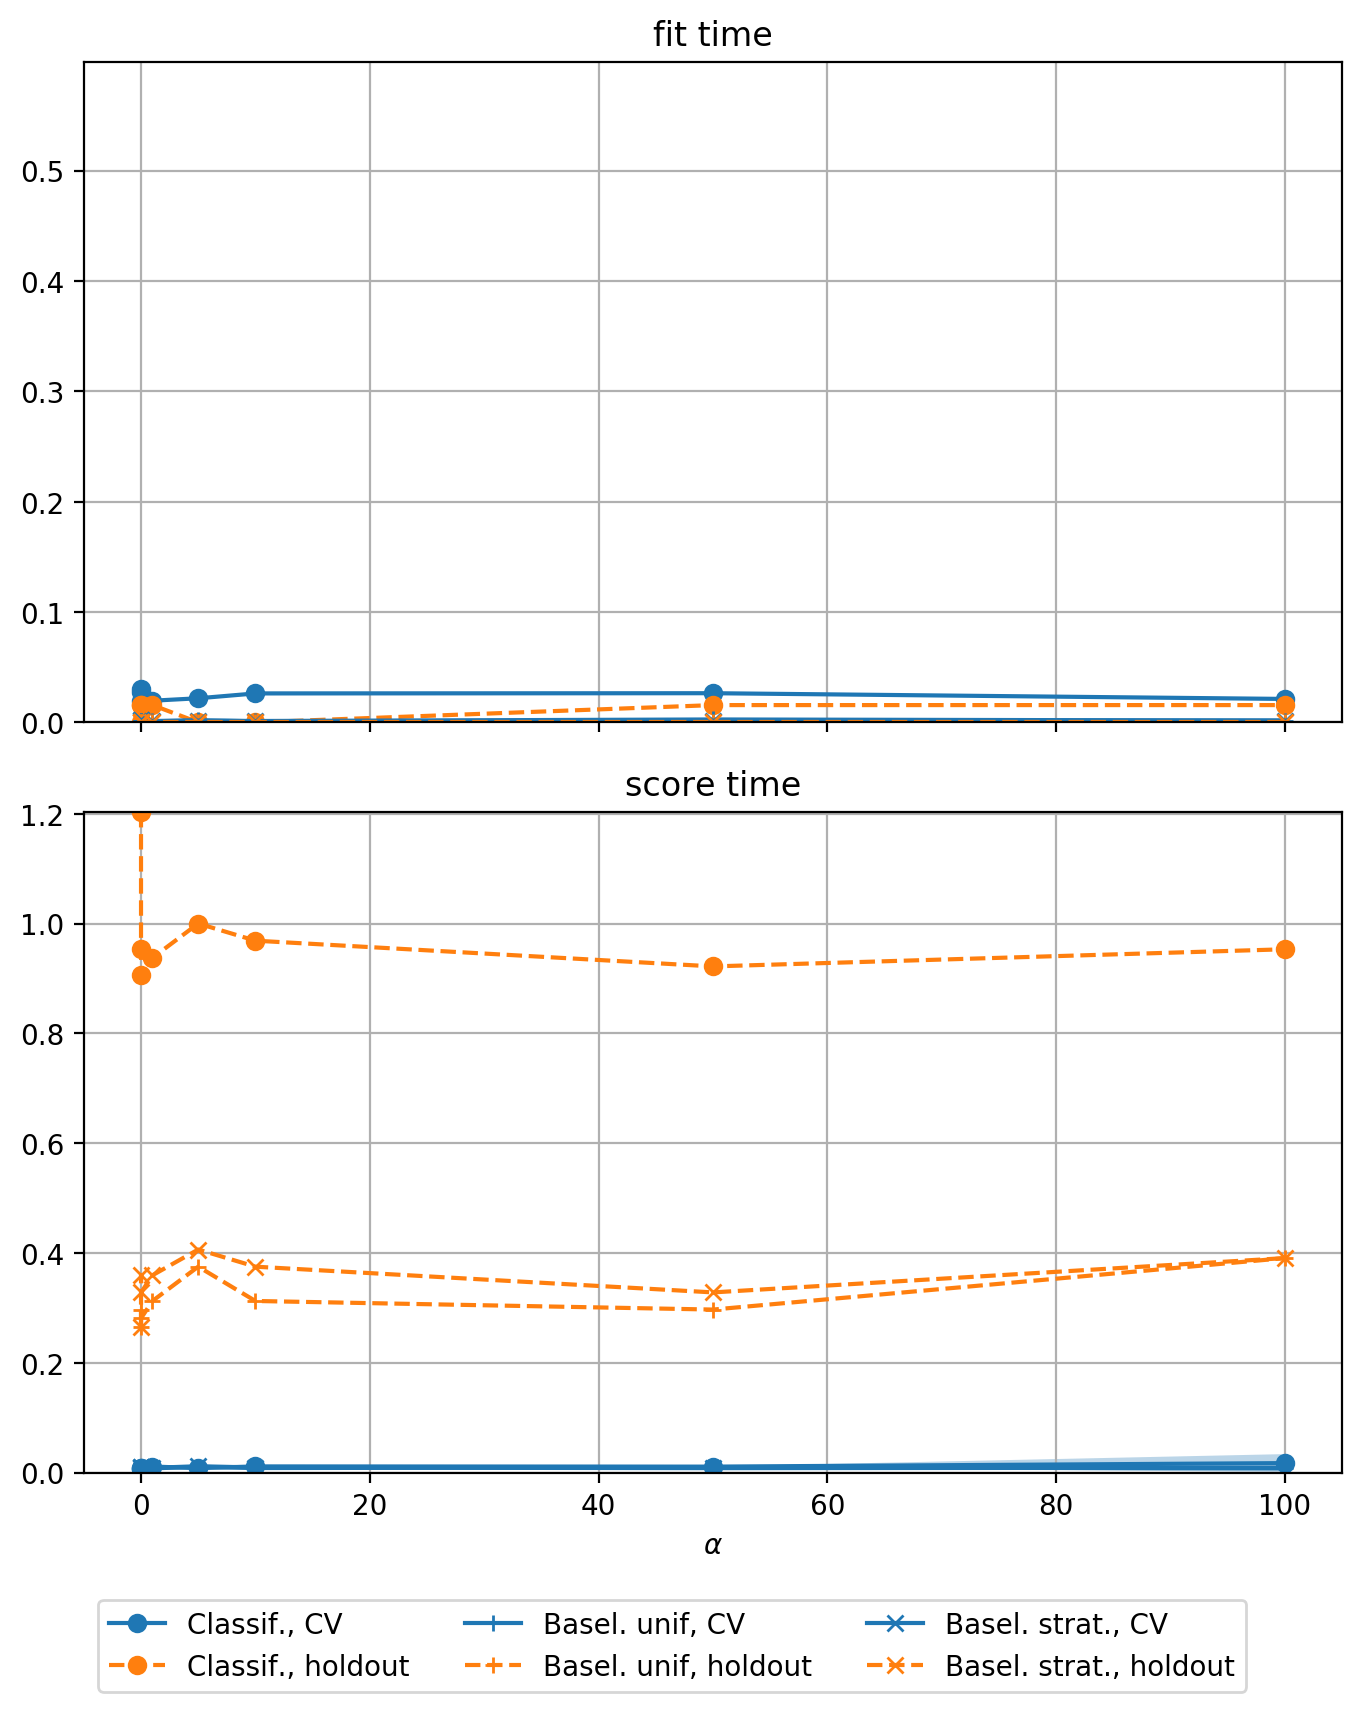 fit time
0.5
0.4
0.3
0.2
0.1
0.0
score time
1.2
1.0
0.8
0.6
0.4
0.2
0.0
0 20 40 60 80 100
α
Classif., CV Basel. unif, CV Basel. strat., CV
Classif., holdout Basel. unif, holdout Basel. strat., holdout